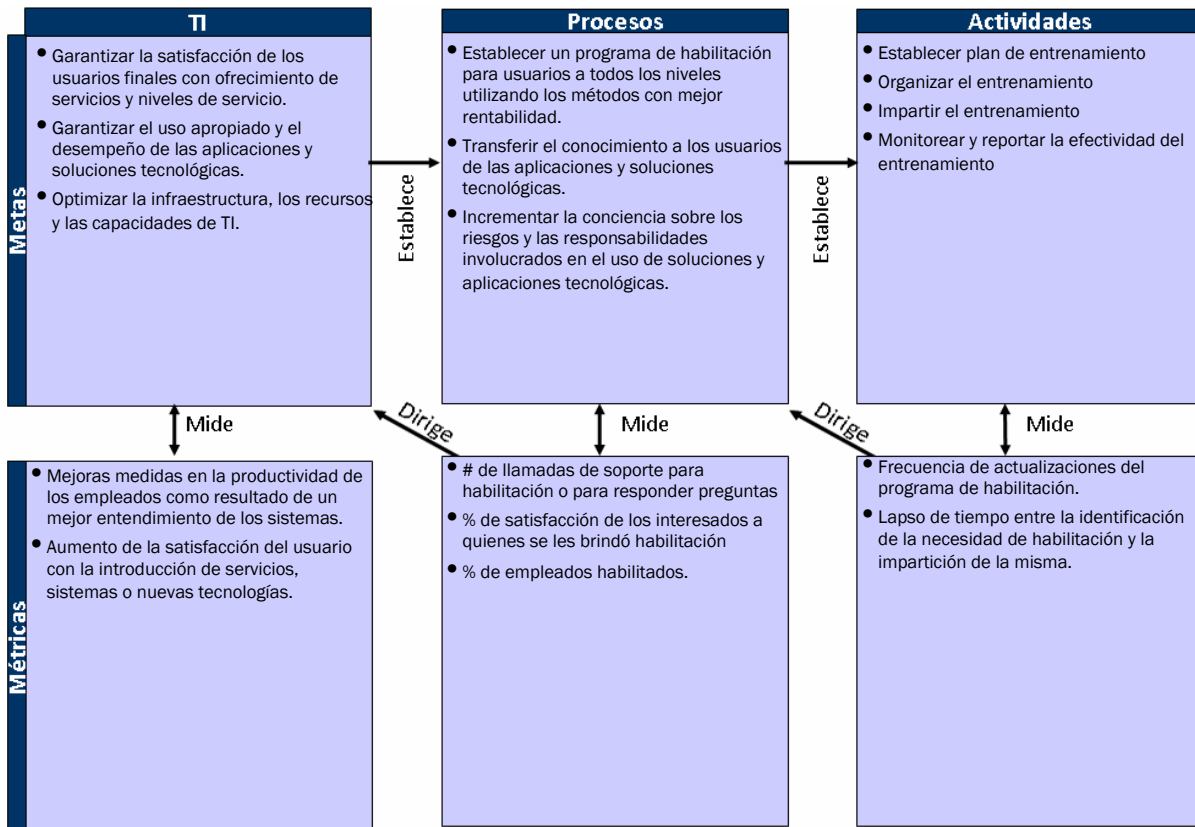 TI
Procesos
Actividades
Metas
• Garantizar la satisfacción de los
usuarios finales con ofrecimiento de
servicios y niveles de servicio.
• Garantizar el uso apropiado y el
desempeño de las aplicaciones y
soluciones tecnológicas.
• Optimizar la infraestructura, los recursos
y las capacidades de TI.
Establece
• Establecer un programa de habilitación
para usuarios a todos los niveles
utilizando los métodos con mejor
rentabilidad.
• Transferir el conocimiento a los usuarios
de las aplicaciones y soluciones
tecnológicas.
• Incrementar la conciencia sobre los
riesgos y las responsabilidades
involucrados en el uso de soluciones y
aplicaciones tecnológicas.
Establece
• Establecer plan de entrenamiento
• Organizar el entrenamiento
• Impartir el entrenamiento
• Monitorear y reportar la efectividad del
entrenamiento
Mide
Dirige
Mide
Dirige
Mide
Métricas
• Mejoras medidas en la productividad de
los empleados como resultado de un
mejor entendimiento de los sistemas.
• Aumento de la satisfacción del usuario
con la introducción de servicios,
sistemas o nuevas tecnologías.
• # de llamadas de soporte para
habilitación o para responder preguntas
• % de satisfacción de los interesados a
quienes se les brindó habilitación
• % de empleados habilitados.
• Frecuencia de actualizaciones del
programa de habilitación.
• Lapso de tiempo entre la identificación
de la necesidad de habilitación y la
impartición de la misma.